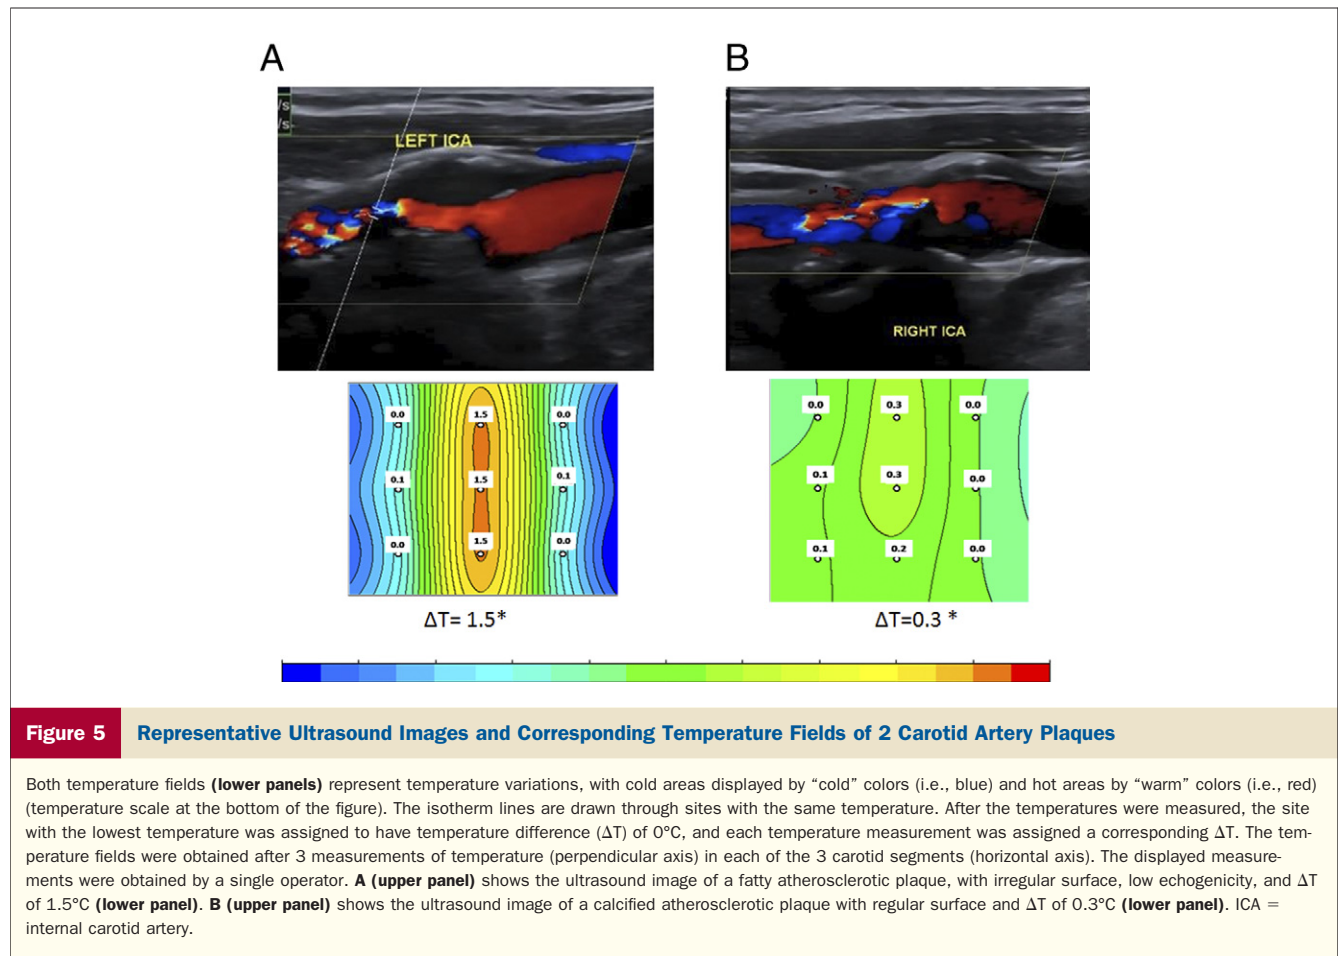 A
B
/s
/s
LEFT ICA
RIGHT ICA
0.0 1.5 0.0
0.1 1.5 0.1
0.0 1.5 0.0
0.0 0.3 0.0
0.1 0.3 0.0
0.1 0.2 0.0
ΔT= 1.5*
ΔT=0.3 *
Figure 5 Representative Ultrasound Images and Corresponding Temperature Fields of 2 Carotid Artery Plaques
Both temperature fields (lower panels) represent temperature variations, with cold areas displayed by “cold” colors (i.e., blue) and hot areas by “warm” colors (i.e., red)
(temperature scale at the bottom of the figure). The isotherm lines are drawn through sites with the same temperature. After the temperatures were measured, the site
with the lowest temperature was assigned to have temperature difference (ΔT) of 0°C, and each temperature measurement was assigned a corresponding ΔT. The tem-
perature fields were obtained after 3 measurements of temperature (perpendicular axis) in each of the 3 carotid segments (horizontal axis). The displayed measure-
ments were obtained by a single operator. A (upper panel) shows the ultrasound image of a fatty atherosclerotic plaque, with irregular surface, low echogenicity, and ΔT
of 1.5°C (lower panel). B (upper panel) shows the ultrasound image of a calcified atherosclerotic plaque with regular surface and ΔT of 0.3°C (lower panel). ICA =
internal carotid artery.